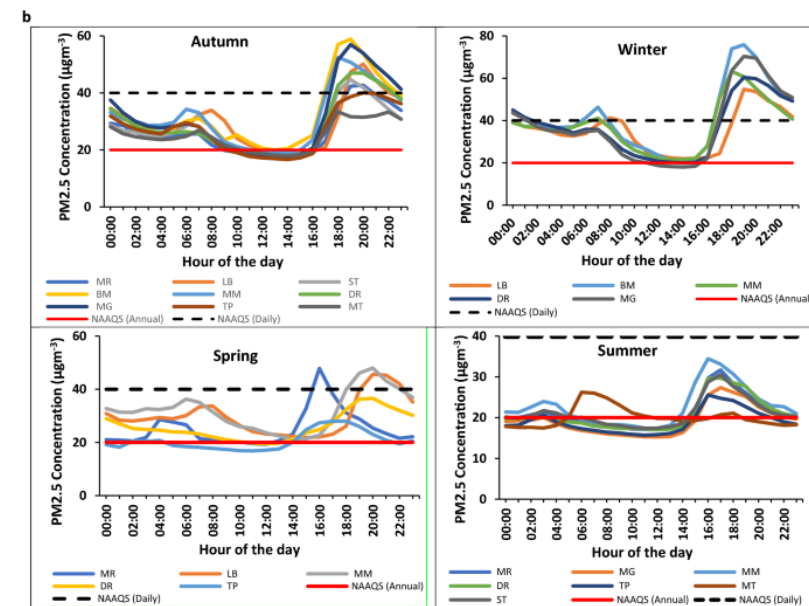 b
Autumn
PM2.5 Concentration (µgm-3)
60
40
20
0
00:00 02:00 04:00 06:00 08:00 10:00 12:00 14:00 16:00 18:00 20:00 22:00
Hour of the day
MR LB ST
BM MM DR
MG TP MT
NAAQS (Annual) NAAQS (Daily)
Winter
PM2.5 Concentration (µgm-3)
80
60
40
20
0
00:00 02:00 04:00 06:00 08:00 10:00 12:00 14:00 16:00 18:00 20:00 22:00
Hour of the day
LB BM MM
DR MG NAAQS (Annual)
NAAQS (Daily)
Spring
PM2.5 Concentration (µgm-3)
60
40
20
0
00:00 02:00 04:00 06:00 08:00 10:00 12:00 14:00 16:00 18:00 20:00 22:00
Hour of the day
MR LB MM
DR TP NAAQS (Annual)
NAAQS (Daily)
Summer
PM2.5 Concentration (µgm-3)
40
30
20
10
0
00:00 02:00 04:00 06:00 08:00 10:00 12:00 14:00 16:00 18:00 20:00 22:00
Hour of the day
MR MG MM
DR TP MT
ST NAAQS (Annual) NAAQS (Daily)